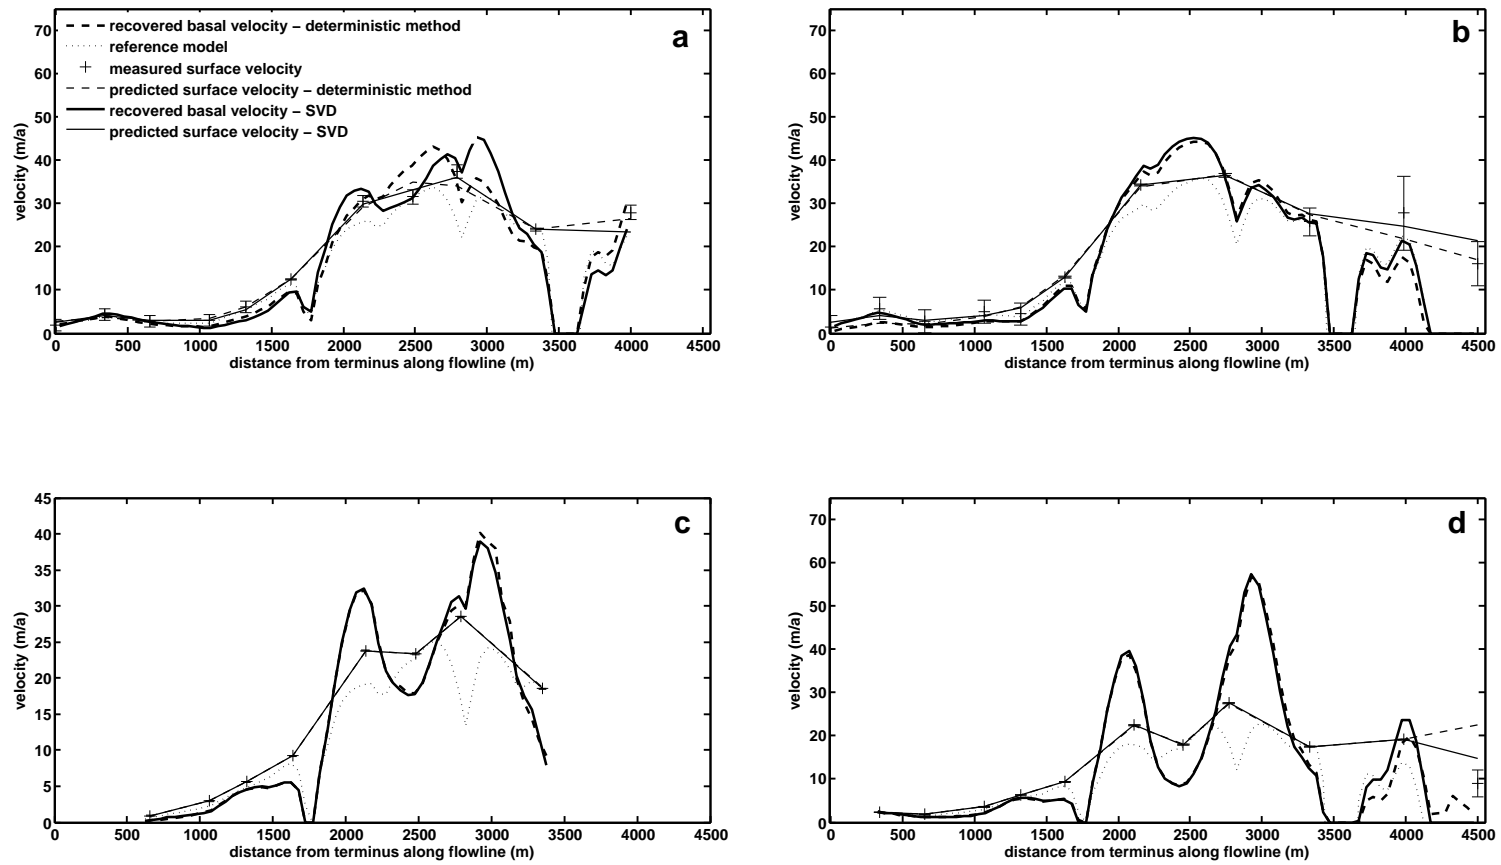 recovered basal velocity – deterministic method
reference model
measured surface velocity
predicted surface velocity – deterministic method
recovered basal velocity – SVD
predicted surface velocity – SVD
a
velocity (m/a)
70
60
50
40
30
20
10
0
0 500 1000 1500 2000 2500 3000 3500 4000 4500
distance from terminus along flowline (m)
b
velocity (m/a)
70
60
50
40
30
20
10
0
0 500 1000 1500 2000 2500 3000 3500 4000 4500
distance from terminus along flowline (m)
c
velocity (m/a)
45
40
35
30
25
20
15
10
5
0
0 500 1000 1500 2000 2500 3000 3500 4000 4500
distance from terminus along flowline (m)
d
velocity (m/a)
70
60
50
40
30
20
10
0
0 500 1000 1500 2000 2500 3000 3500 4000 4500
distance from terminus along flowline (m)